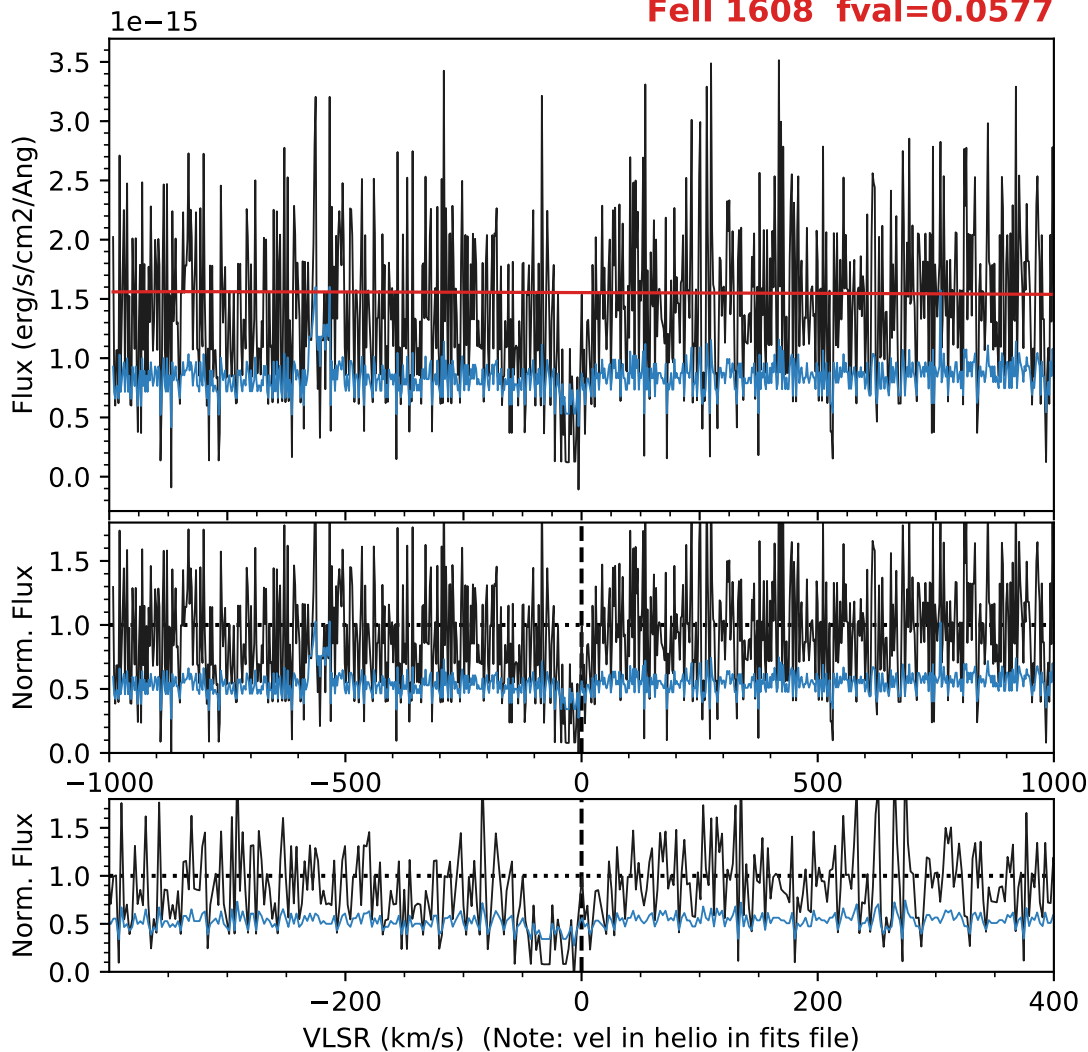 FeII 1608 fval=0.0577
1e−15
3.5
3.0
2.5
2.0
1.5
1.0
0.5
0.0
Flux (erg/s/cm2/Ang)
1.5
1.0
0.5
0.0
Norm. Flux
−1000 −500 0 500 1000
1.5
1.0
0.5
0.0
Norm. Flux
−200 0 200 400
VLSR (km/s) (Note: vel in helio in fits file)